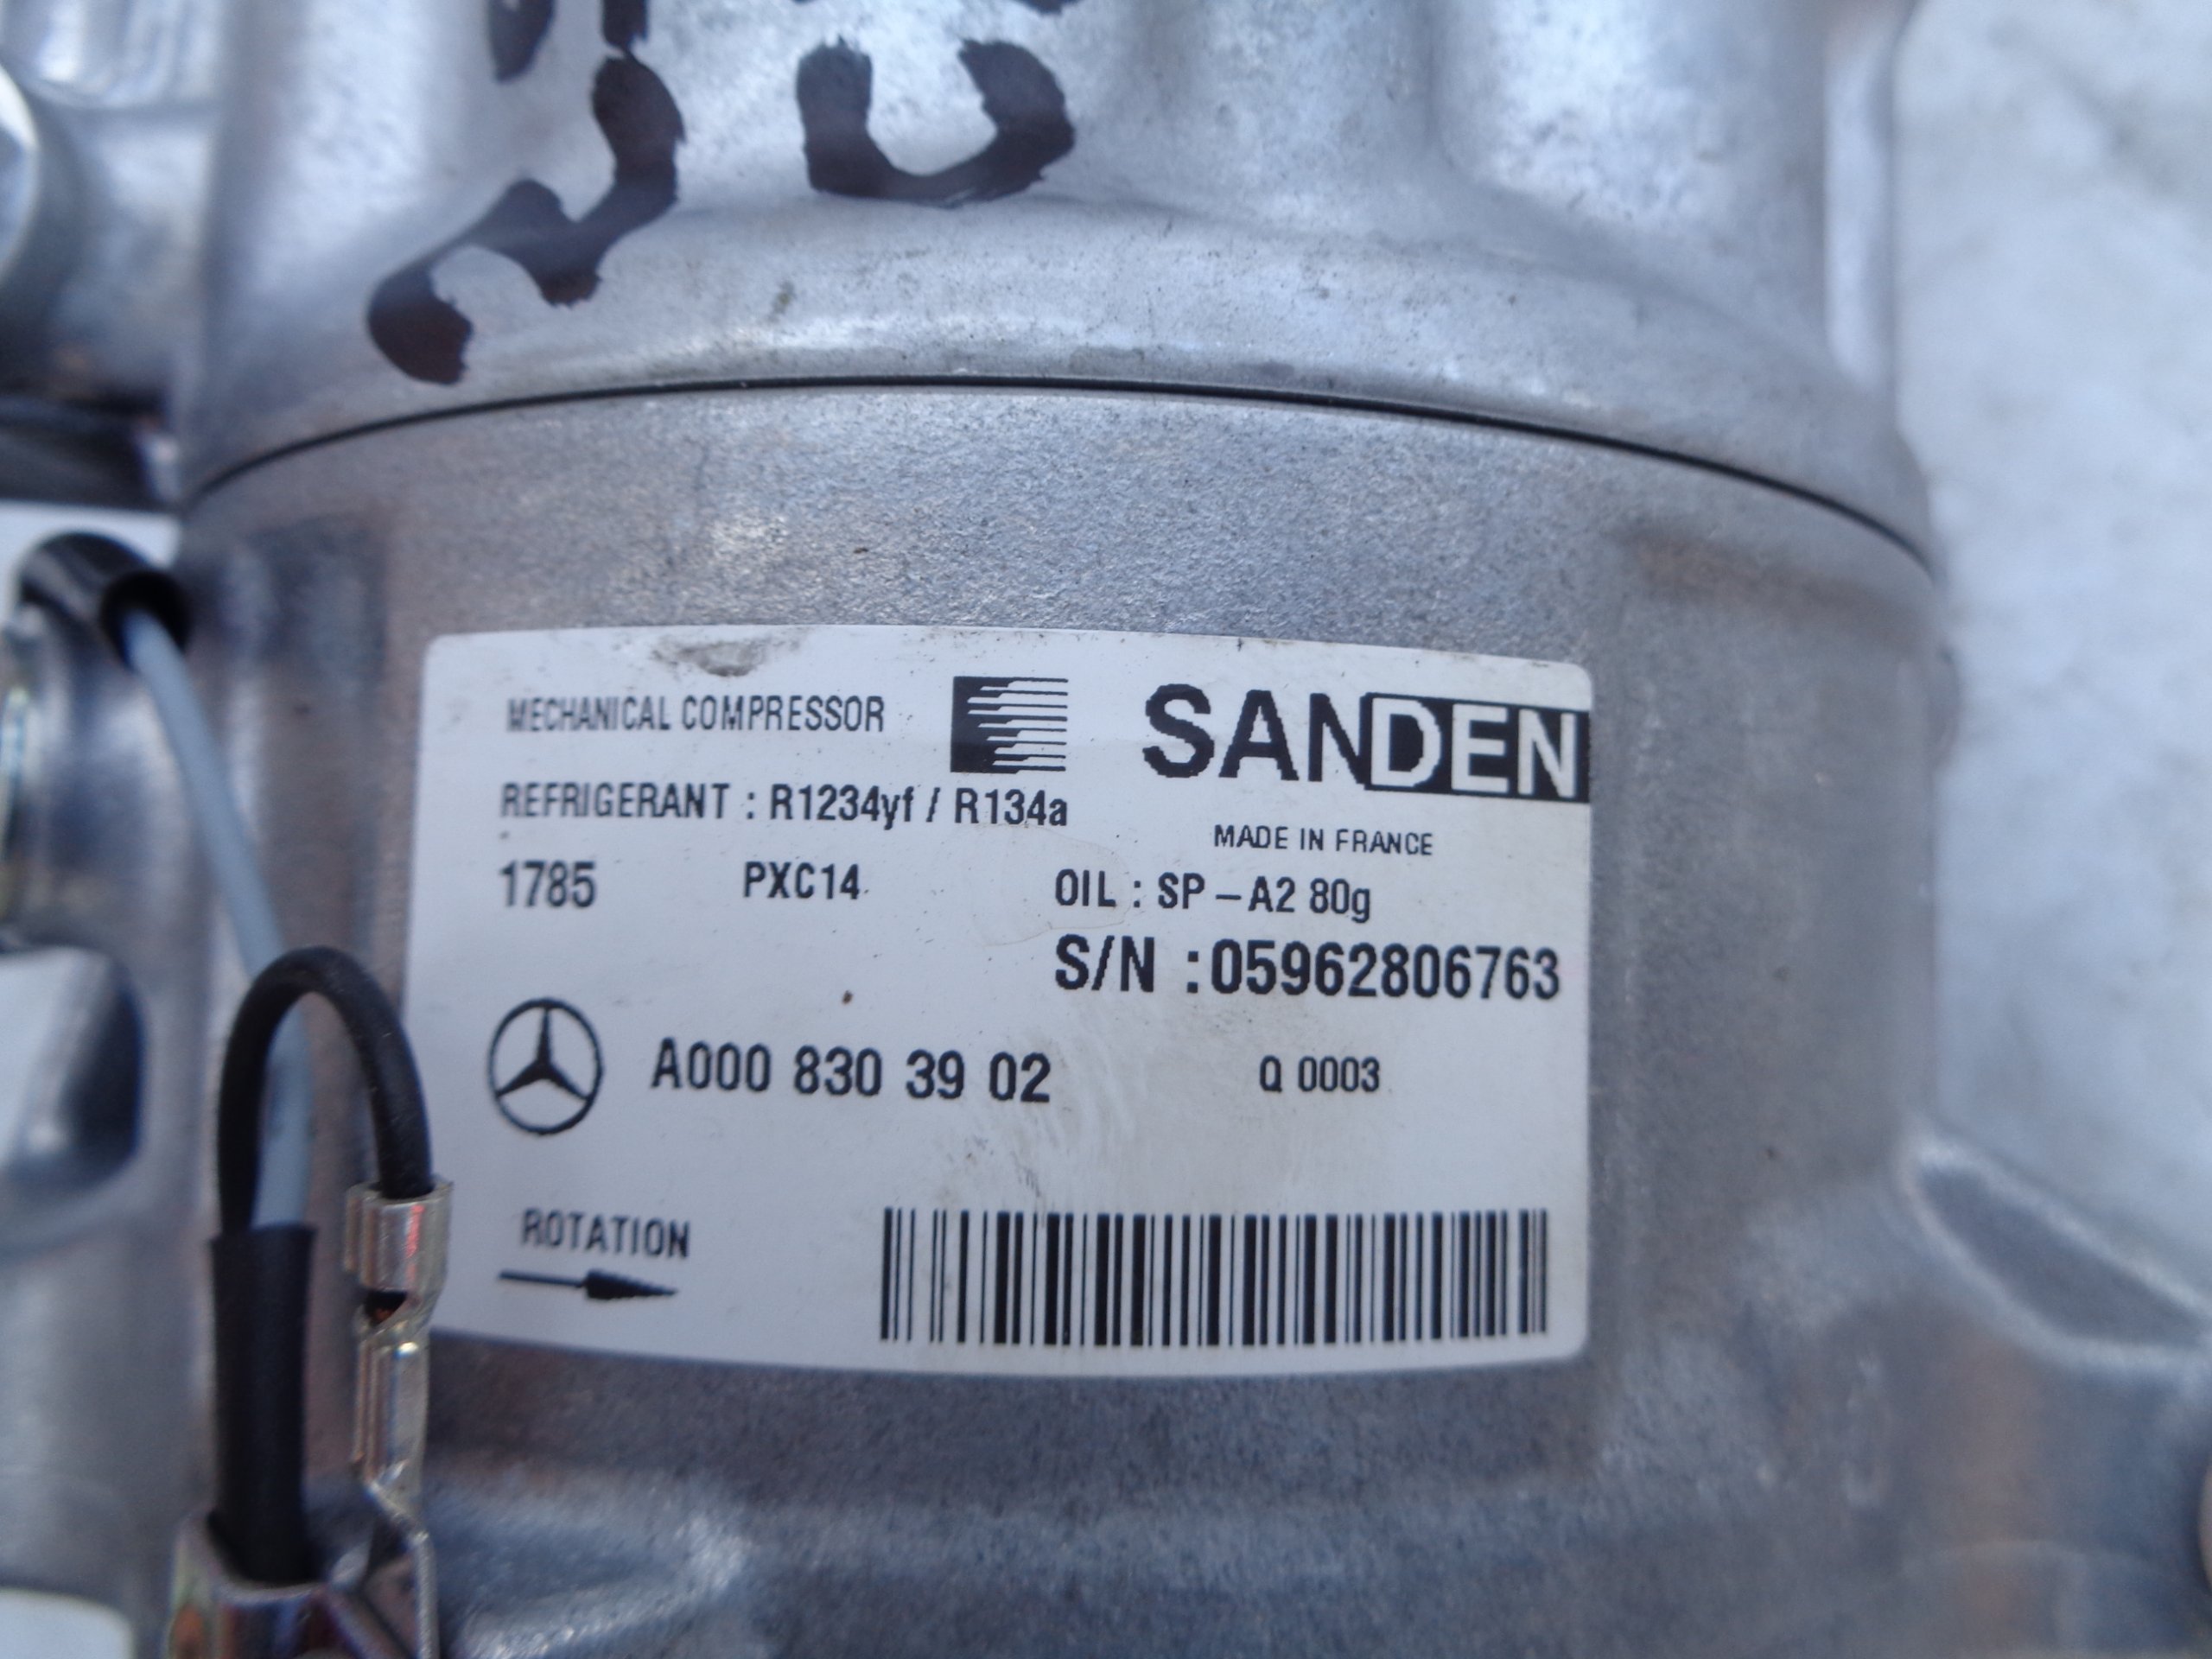 MECHANICAL COMPRESSOR
SANDEN
REFRIGERANT : R1234yf / R134a
MADE IN FRANCE
1785 PXC14 OIL : SP-A2 80g
S/N :05962806763
A000 830 39 02 Q 0003
ROTATION